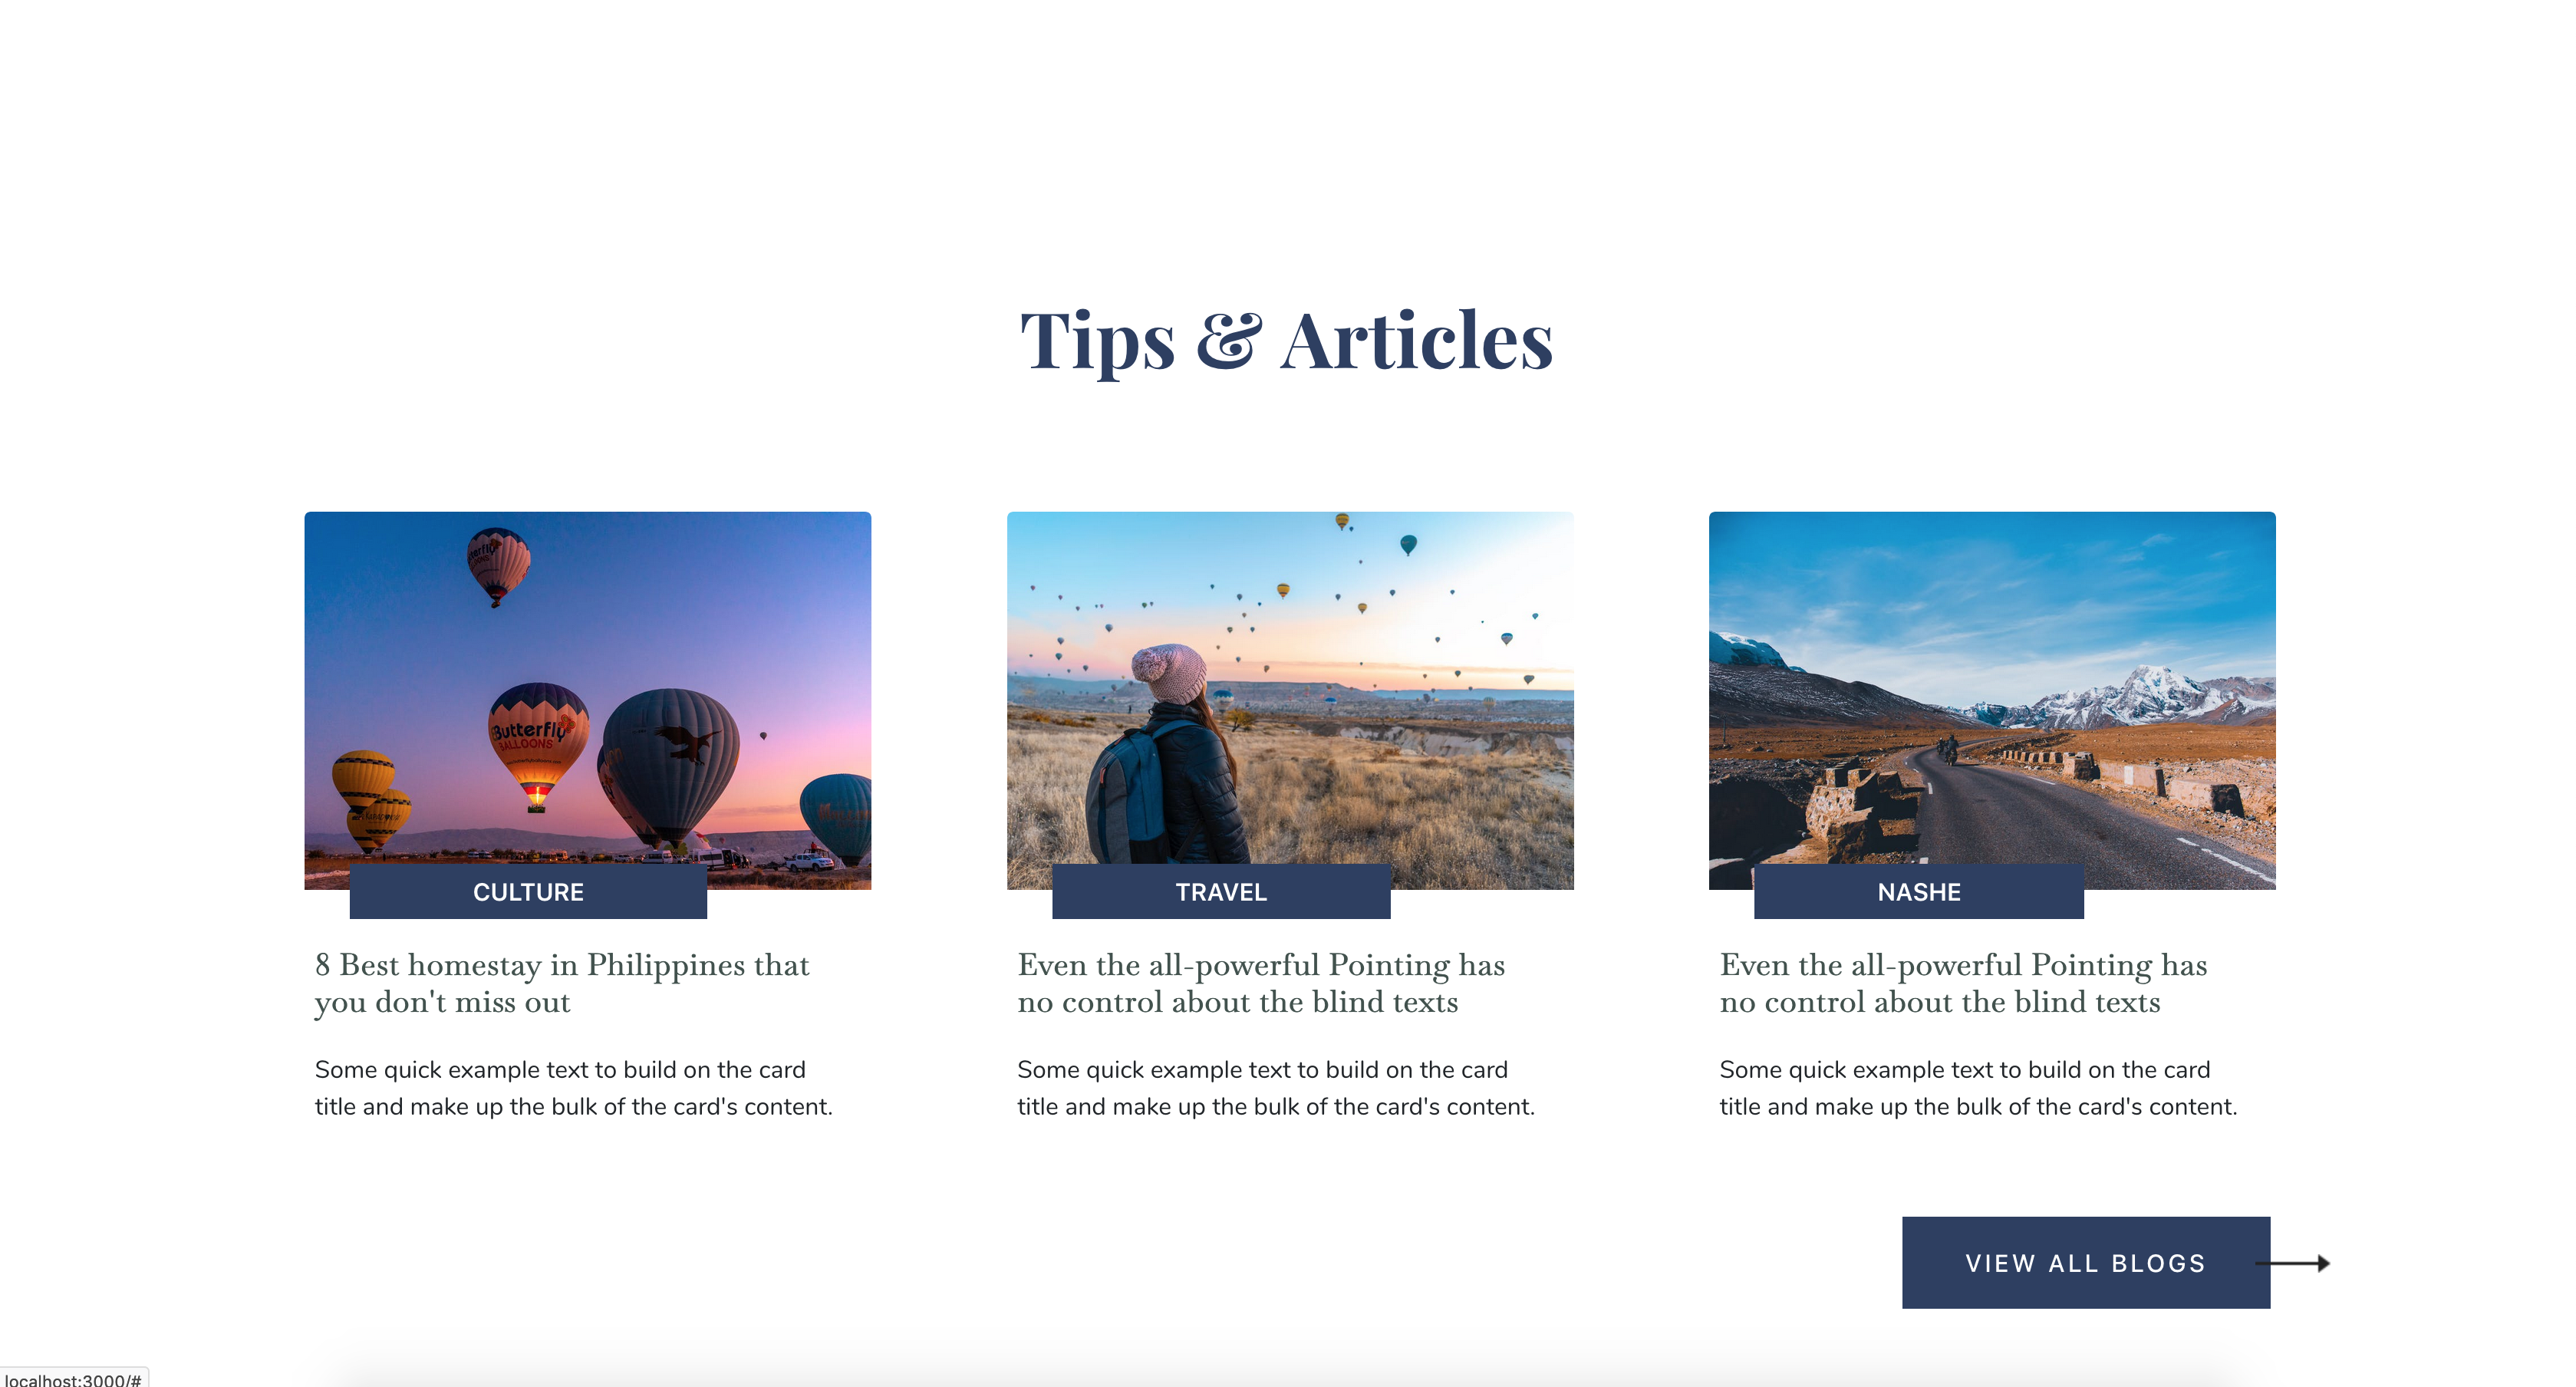 Tips & Articles
Butterfly
BALLOONS
CULTURE
TRAVEL
NASHE
8 Best homestay in Philippines that
you don't miss out
Even the all-powerful Pointing has
no control about the blind texts
Even the all-powerful Pointing has
no control about the blind texts
Some quick example text to build on the card
title and make up the bulk of the card's content.
Some quick example text to build on the card
title and make up the bulk of the card's content.
Some quick example text to build on the card
title and make up the bulk of the card's content.
VIEW ALL BLOGS
localhost:3000/#